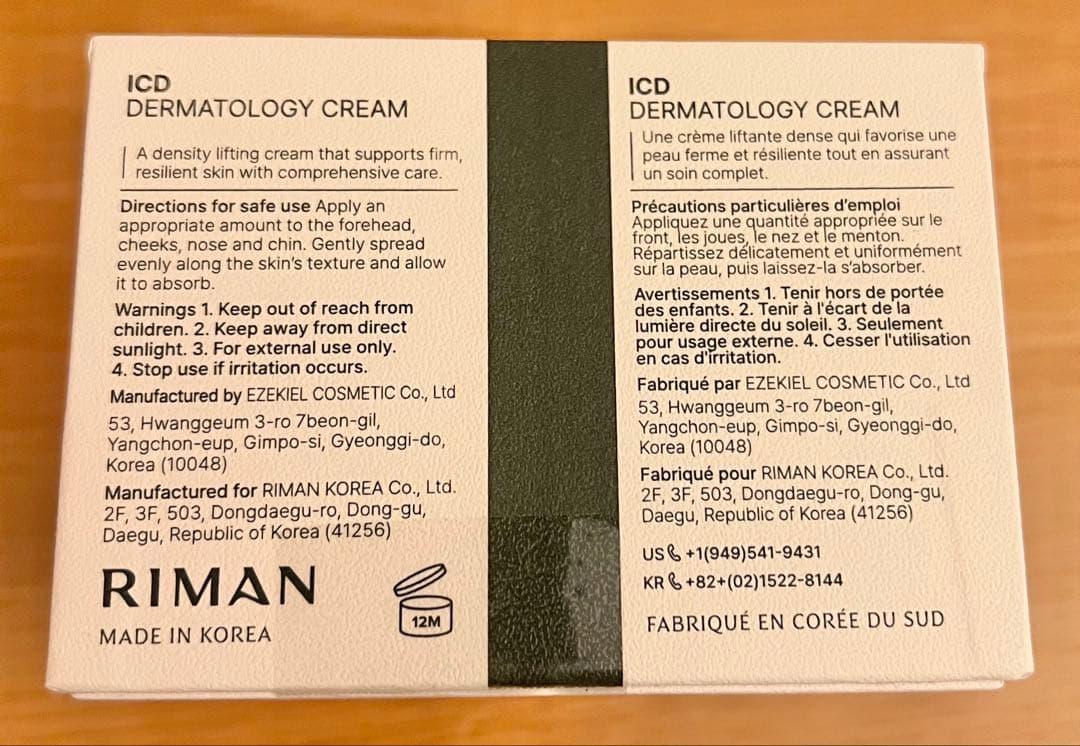 ICD
DERMATOLOGY CREAM
A density lifting cream that supports firm,
resilient skin with comprehensive care.
Directions for safe use Apply an
appropriate amount to the forehead,
cheeks, nose and chin. Gently spread
evenly along the skin's texture and allow
it to absorb.
Warnings 1. Keep out of reach from
children. 2. Keep away from direct
sunlight. 3. For external use only.
4. Stop use if irritation occurs.
Manufactured by EZEKIEL COSMETIC Co., Ltd
53, Hwanggeum 3-ro 7beon-gil,
Yangchon-eup, Gimpo-si, Gyeonggi-do,
Korea (10048)
Manufactured for RIMAN KOREA Co., Ltd.
2F, 3F, 503, Dongdaegu-ro, Dong-gu,
Daegu, Republic of Korea (41256)
RIMAN
MADE IN KOREA
12M
ICD
DERMATOLOGY CREAM
Une crème liftante dense qui favorise une
peau ferme et résiliente tout en assurant
un soin complet.
Précautions particulières d'emploi
Appliquez une quantité appropriée sur le
front, les joues, le nez et le menton.
Répartissez délicatement et uniformément
sur la peau, puis laissez-la s'absorber.
Avertissements 1. Tenir hors de portée
des enfants. 2. Tenir à l'écart de la
lumière directe du soleil. 3. Seulement
pour usage externe. 4. Cesser l'utilisation
en cas d'irritation.
Fabriqué par EZEKIEL COSMETIC Co., Ltd
53, Hwanggeum 3-ro 7beon-gil,
Yangchon-eup, Gimpo-si, Gyeonggi-do,
Korea (10048)
Fabriqué pour RIMAN KOREA Co., Ltd.
2F, 3F, 503, Dongdaegu-ro, Dong-gu,
Daegu, Republic of Korea (41256)
US +1(949)541-9431
KR +82+(02)1522-8144
FABRIQUÉ EN CORÉE DU SUD